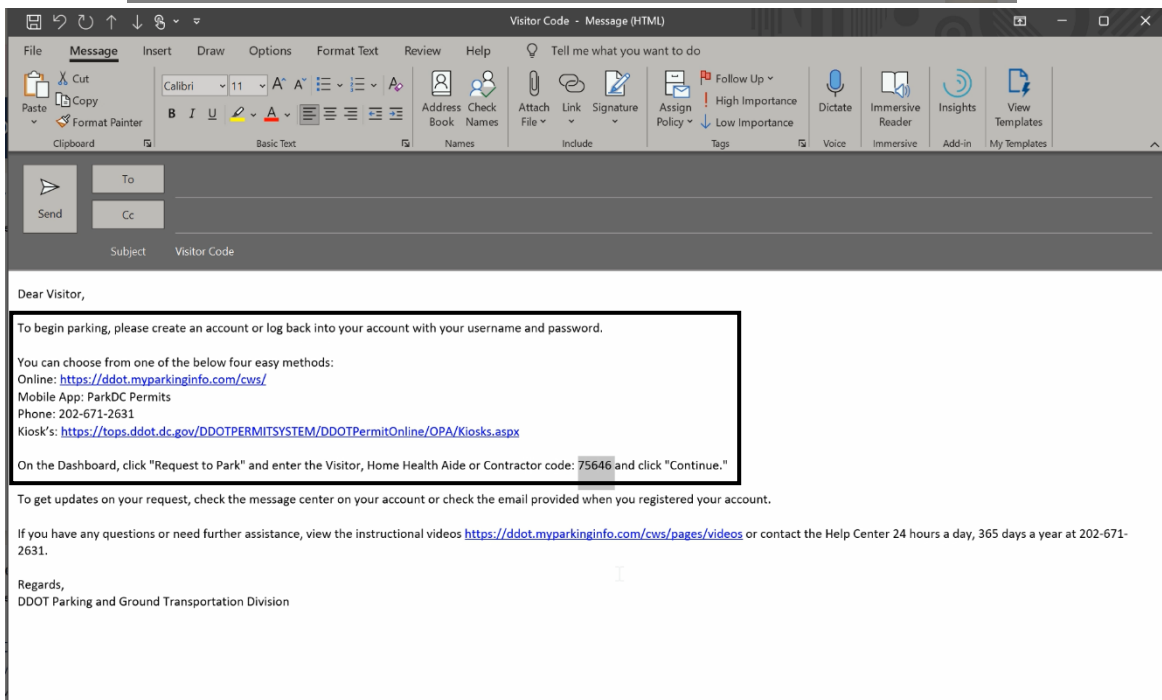 Visitor Code - Message (HTML)
File Message Insert Draw Options Format Text Review Help Tell me what you want to do
Paste
Cut
Copy
Format Painter
Clipboard
Calibri 11
B I U
Basic Text
Address Book
Check Names
Names
Attach File
Link
Signature
Include
Assign Policy
Follow Up
High Importance
Low Importance
Tags
Dictate
Voice
Immersive Reader
Immersive
Insights
Add-in
View Templates
My Templates
Send
To
Cc
Subject Visitor Code
Dear Visitor,
To begin parking, please create an account or log back into your account with your username and password.
You can choose from one of the below four easy methods:
Online: https://ddot.myparkinginfo.com/cws/
Mobile App: ParkDC Permits
Phone: 202-671-2631
Kiosk's: https://tops.ddot.dc.gov/DDOTPERMITSYSTEM/DDOTPermitOnline/OPA/Kiosks.aspx
On the Dashboard, click "Request to Park" and enter the Visitor, Home Health Aide or Contractor code: 75646 and click "Continue."
To get updates on your request, check the message center on your account or check the email provided when you registered your account.
If you have any questions or need further assistance, view the instructional videos https://ddot.myparkinginfo.com/cws/pages/videos or contact the Help Center 24 hours a day, 365 days a year at 202-671-
2631.
Regards,
DDOT Parking and Ground Transportation Division